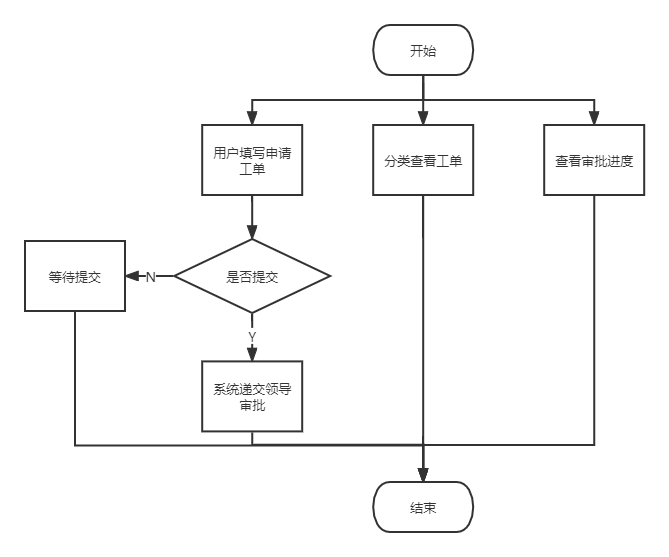 开始
用户填写申请
工单
分类查看工单
查看审批进度
等待提交
N
是否提交
Y
系统递交领导
审批
结束